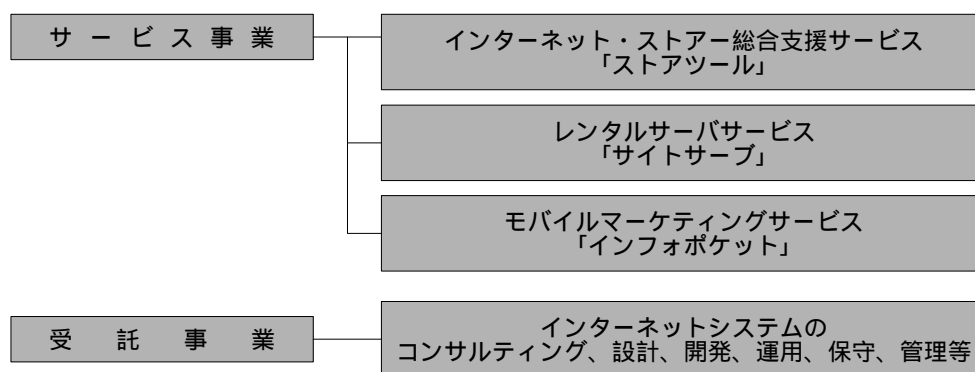 サービス事業
インターネット・ストアー総合支援サービス
「ストアツール」
レンタルサーバサービス
「サイトサーブ」
モバイルマーケティングサービス
「インフォポケット」
受託事業
インターネットシステムの
コンサルティング、設計、開発、運用、保守、管理等